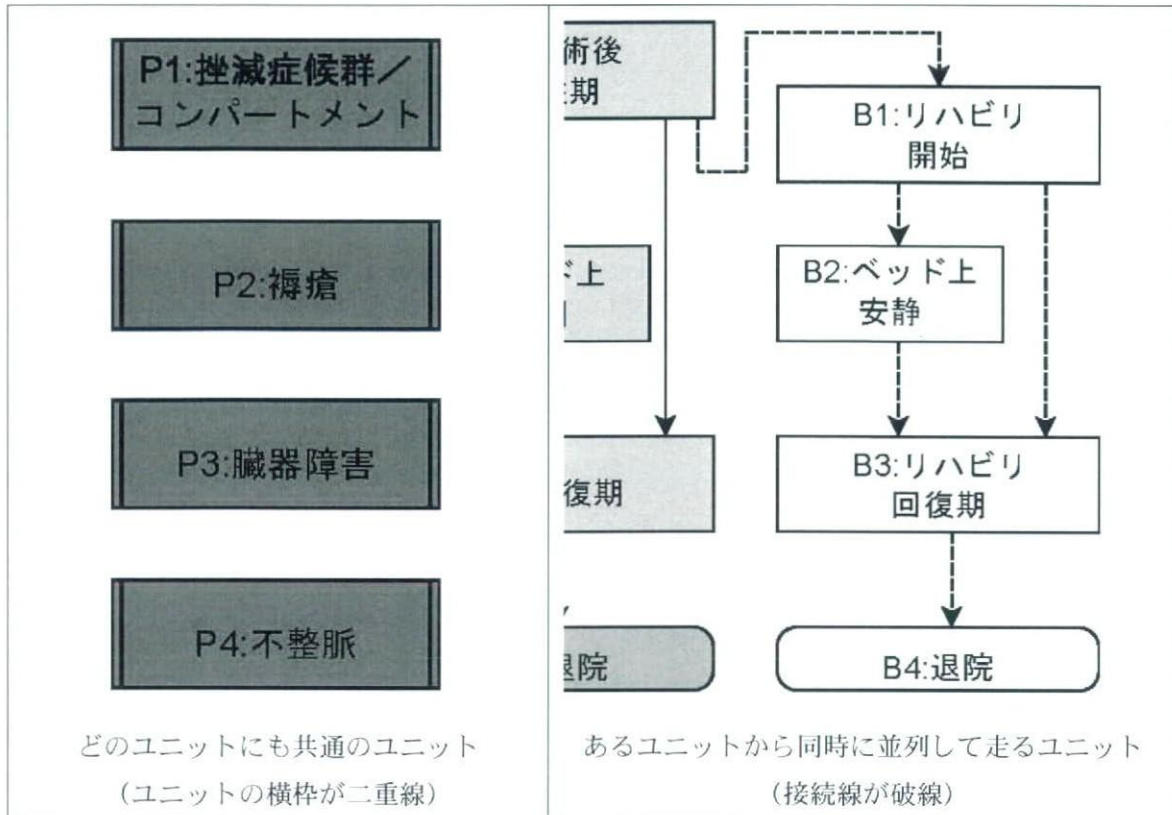 P1:挫滅症候群／
コンパートメント
P2:褥瘡
P3:臓器障害
P4:不整脈
どのユニットにも共通のユニット
（ユニットの横枠が二重線）
術後
期
B1:リハビリ
開始
ド上
B2:ベッド上
安静
復期
B3:リハビリ
回復期
退院
B4:退院
あるユニットから同時に並列して走るユニット
（接続線が破線）